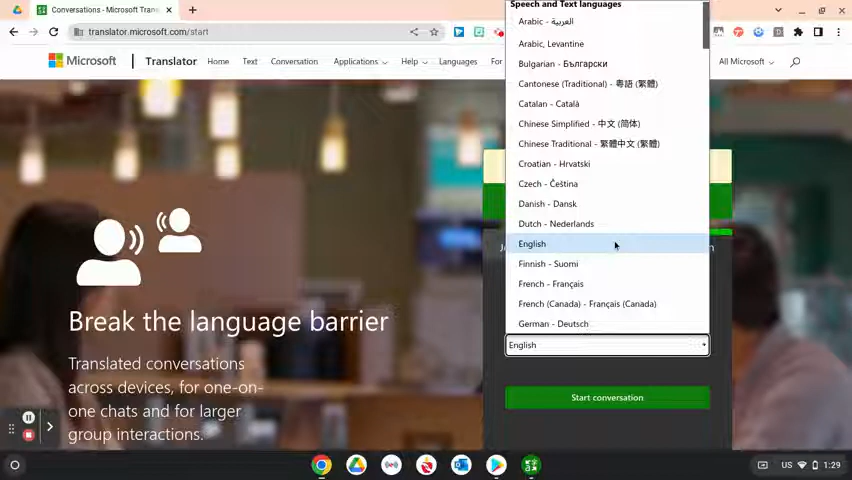 Conversations - Microsoft Trans
translator.microsoft.com/start
Microsoft
Translator
Home
Text
Conversation
Applications
Help
Languages
For
All Microsoft
Speech and Text languages
Arabic - العربية
Arabic, Levantine
Bulgarian - Български
Cantonese (Traditional) - 粵語 (繁體)
Catalan - Català
Chinese Simplified - 中文 (简体)
Chinese Traditional - 繁體中文 (繁體)
Croatian - Hrvatski
Czech - Čeština
Danish - Dansk
Dutch - Nederlands
English
Finnish - Suomi
French - Français
French (Canada) - Français (Canada)
German - Deutsch
English
Start conversation
Break the language barrier
Translated conversations
across devices, for one-on-
one chats and for larger
group interactions.
US
1:29